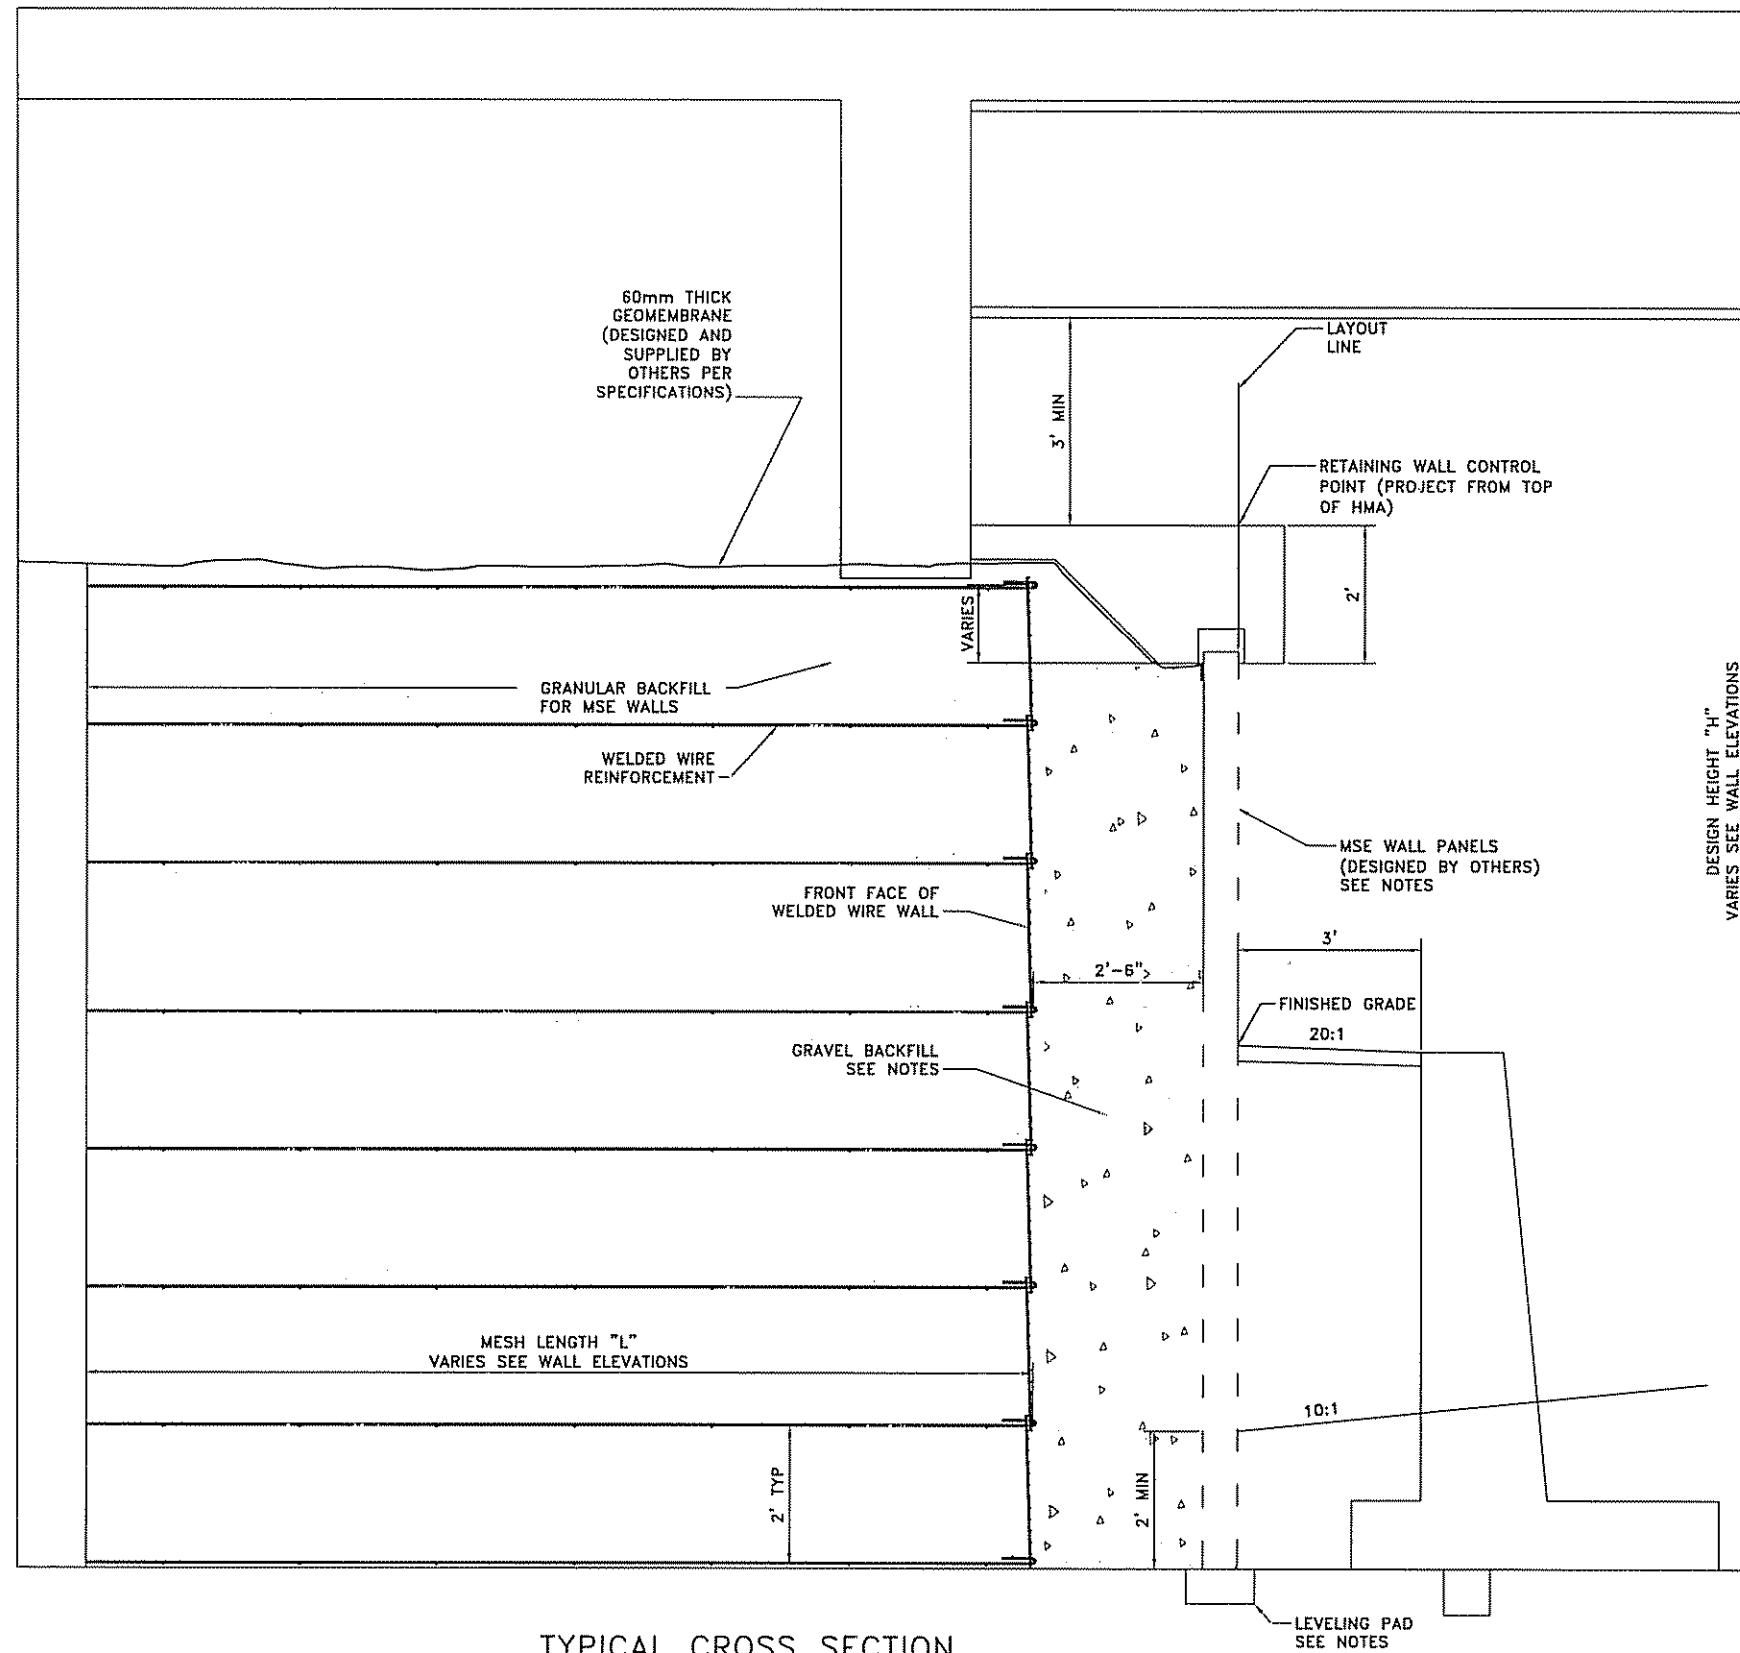 60mm THICK
GEOMEMBRANE
(DESIGNED AND
SUPPLIED BY
OTHERS PER
SPECIFICATIONS)
LAYOUT
LINE
3' MIN
RETAINING WALL CONTROL
POINT (PROJECT FROM TOP
OF HMA)
2'
VARIES
GRANULAR BACKFILL
FOR MSE WALLS
WELDED WIRE
REINFORCEMENT
DESIGN HEIGHT "H"
VARIES SEE WALL ELEVATIONS
MSE WALL PANELS
(DESIGNED BY OTHERS)
SEE NOTES
FRONT FACE OF
WELDED WIRE WALL
3'
2'-6"
FINISHED GRADE
20:1
GRAVEL BACKFILL
SEE NOTES
MESH LENGTH "L"
VARIES SEE WALL ELEVATIONS
10:1
2' TYP
2' MIN
LEVELING PAD
SEE NOTES
TYPICAL CROSS SECTION